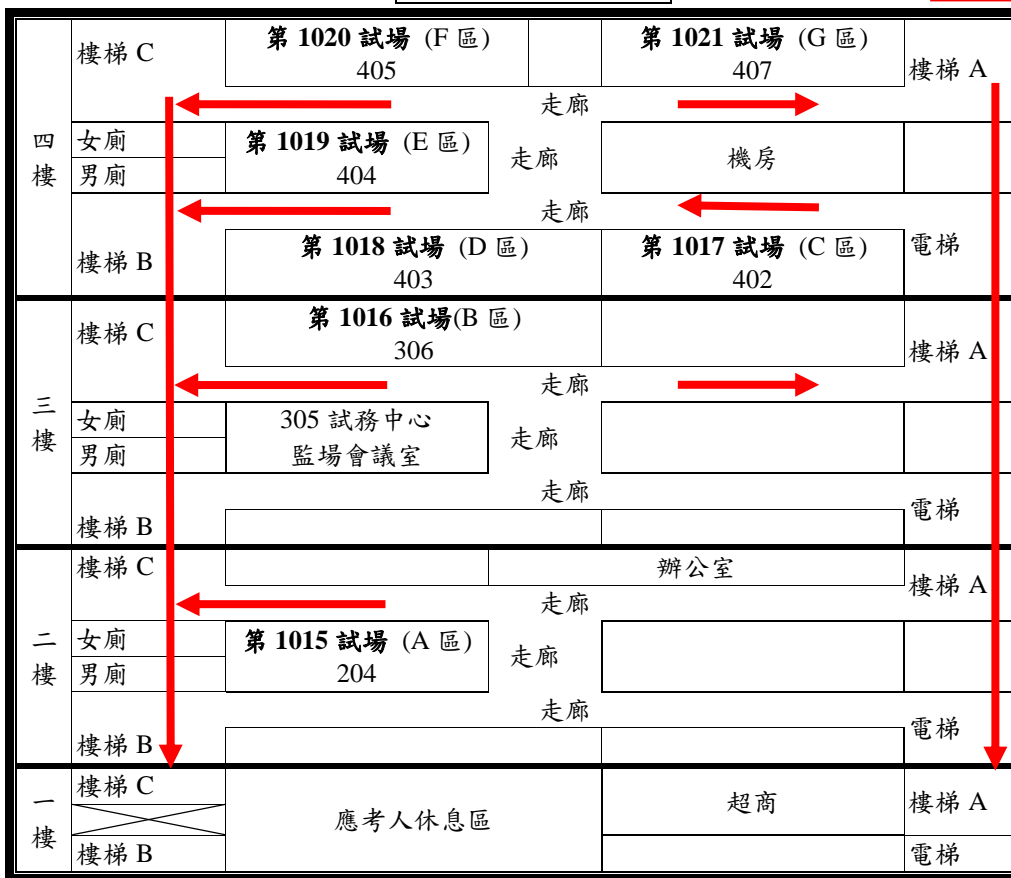 第 1020 試場 (F 區)
405
第 1021 試場 (G 區)
407
樓梯 C
樓梯 A
走廊
四樓
女廁
男廁
第 1019 試場 (E 區)
404
走廊
機房
走廊
樓梯 B
第 1018 試場 (D 區)
403
第 1017 試場 (C 區)
402
電梯
三樓
樓梯 C
第 1016 試場(B 區)
306
樓梯 A
走廊
女廁
男廁
305 試務中心
監場會議室
走廊
走廊
樓梯 B
電梯
二樓
樓梯 C
辦公室
樓梯 A
走廊
女廁
男廁
第 1015 試場 (A 區)
204
走廊
走廊
樓梯 B
電梯
一樓
樓梯 C
樓梯 B
應考人休息區
超商
樓梯 A
電梯